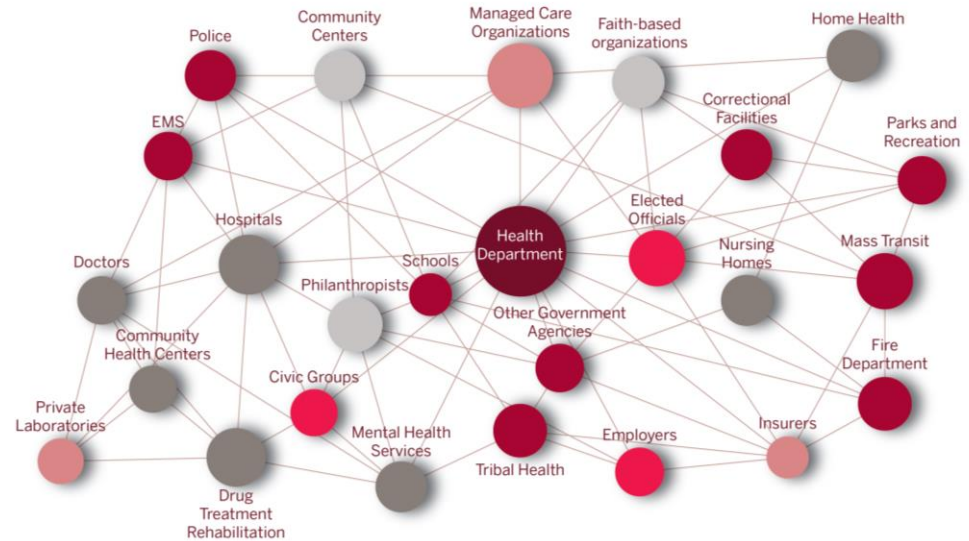 Police
Community
Centers
Managed Care
Organizations
Faith-based
organizations
Home Health
EMS
Correctional
Facilities
Parks and
Recreation
Hospitals
Health
Department
Elected
Officials
Doctors
Schools
Nursing
Homes
Mass Transit
Philanthropists
Other Government
Agencies
Community
Health Centers
Fire
Department
Civic Groups
Private
Laboratories
Mental Health
Services
Tribal Health
Employers
Insurers
Drug
Treatment
Rehabilitation